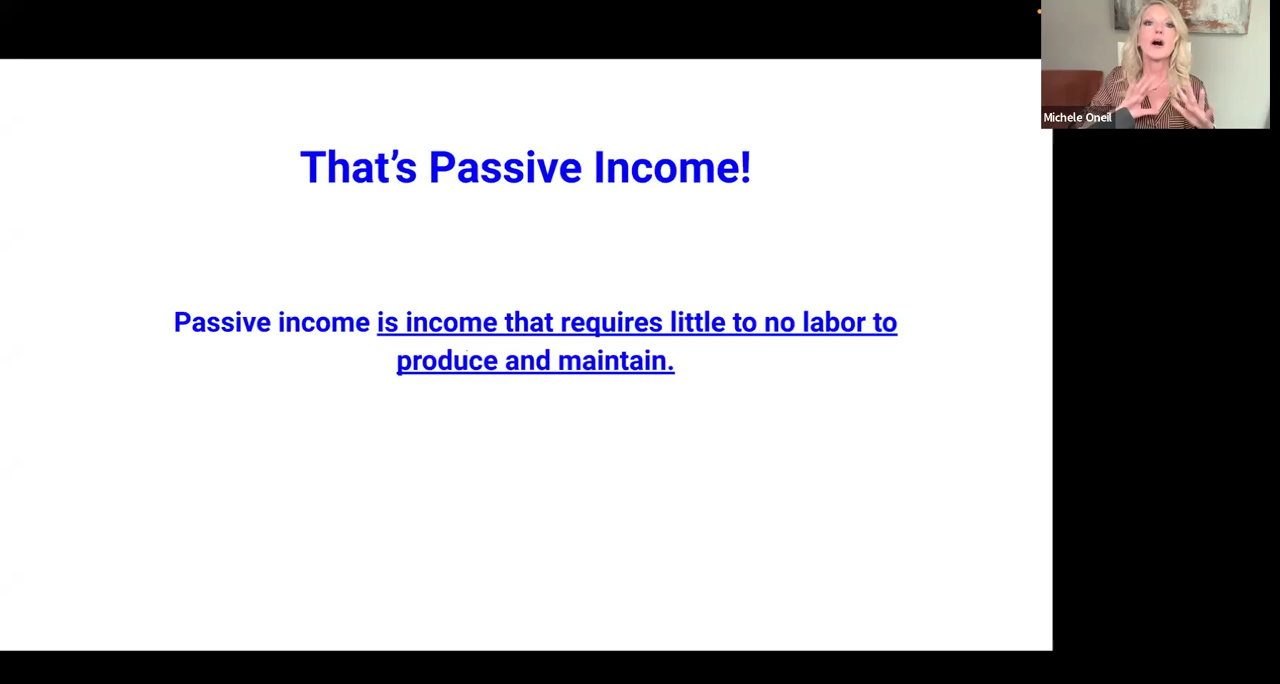 Michele Oneil
That’s Passive Income!
Passive income is income that requires little to no labor to
produce and maintain.